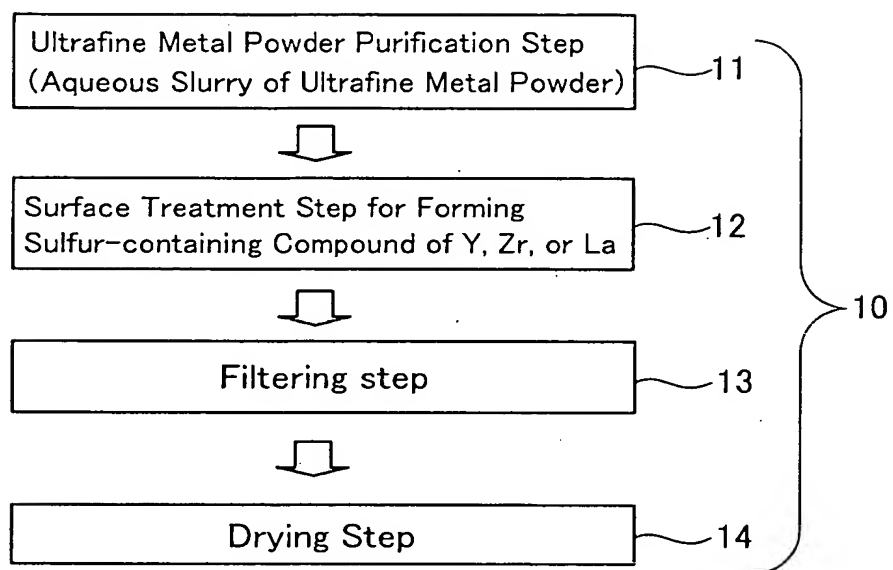 Ultrafine Metal Powder Purification Step
(Aqueous Slurry of Ultrafine Metal Powder)
11
Surface Treatment Step for Forming
Sulfur-containing Compound of Y, Zr, or La
12
10
Filtering step
13
Drying Step
14